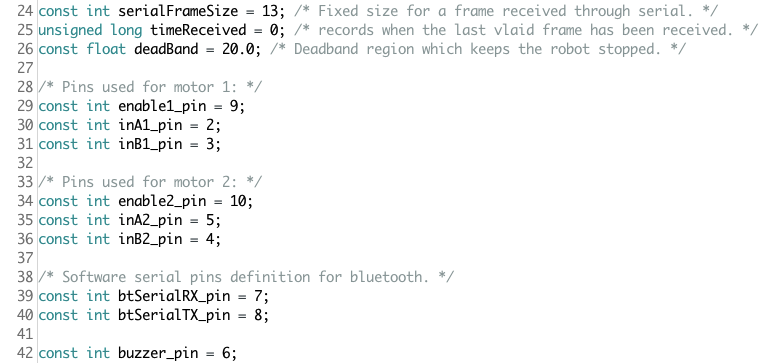 24 const int serialFrameSize = 13; /* Fixed size for a frame received through serial. */
25 unsigned long timeReceived = 0; /* records when the last vlaid frame has been received. */
26 const float deadBand = 20.0; /* Deadband region which keeps the robot stopped. */
27
28 /* Pins used for motor 1: */
29 const int enable1_pin = 9;
30 const int inA1_pin = 2;
31 const int inB1_pin = 3;
32
33 /* Pins used for motor 2: */
34 const int enable2_pin = 10;
35 const int inA2_pin = 5;
36 const int inB2_pin = 4;
37
38 /* Software serial pins definition for bluetooth. */
39 const int btSerialRX_pin = 7;
40 const int btSerialTX_pin = 8;
41
42 const int buzzer_pin = 6;